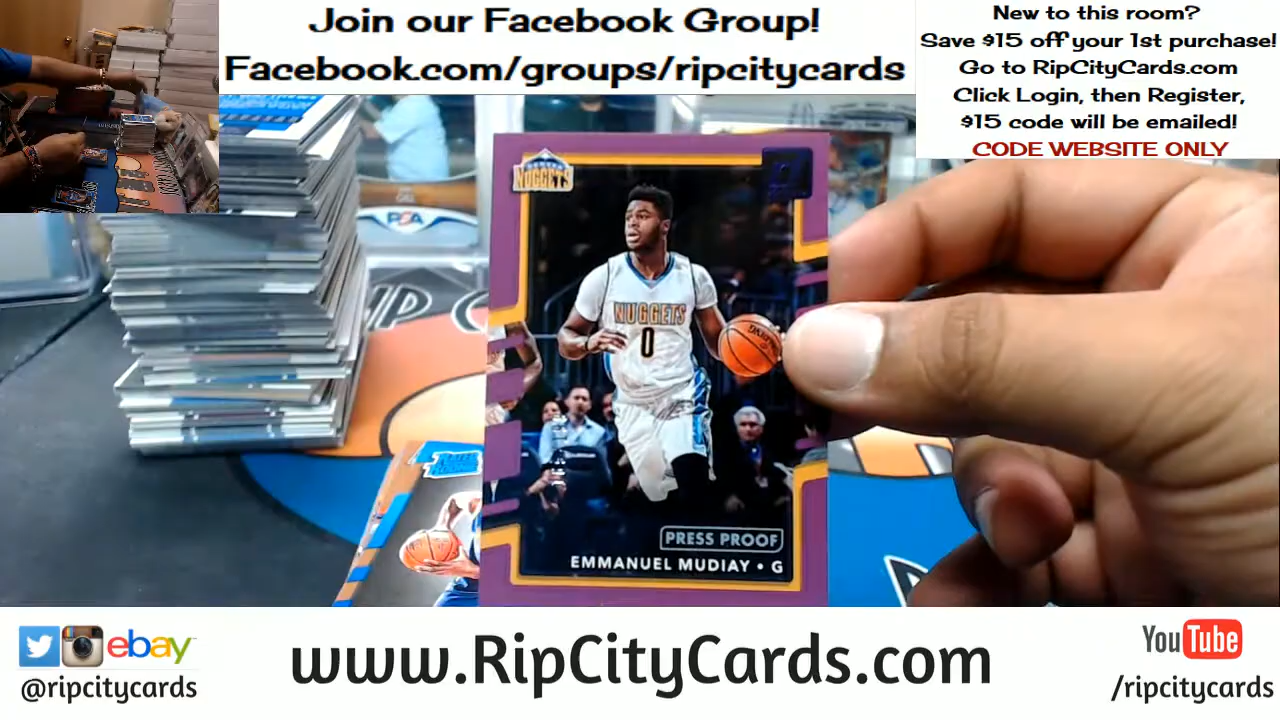 Join our Facebook Group!
Facebook.com/groups/ripcitycards
New to this room?
Save $15 off your 1st purchase!
Go to RipCityCards.com
Click Login, then Register,
$15 code will be emailed!
CODE WEBSITE ONLY
PSA
NUGGETS
NUGGETS
0
SPALDING
PRESS PROOF
EMMANUEL MUDIAY • G
ebay
@ripcitycards
www.RipCityCards.com
YouTube
/ripcitycards